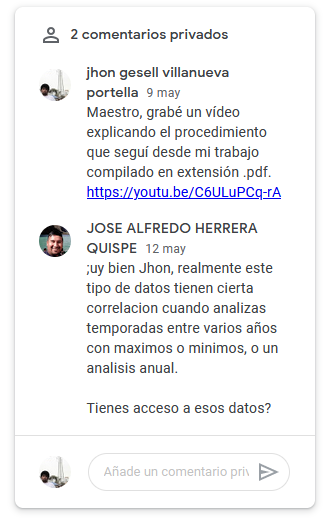 2 comentarios privados
jhon gesell villanueva
portella 9 may
Maestro, grabé un vídeo
explicando el procedimiento
que seguí desde mi trabajo
compilado en extensión .pdf.
https://youtu.be/C6ULuPCq-rA
JOSE ALFREDO HERRERA
QUISPE 12 may
;uy bien Jhon, realmente este
tipo de datos tienen cierta
correlacion cuando analizas
temporadas entre varios años
con maximos o minimos, o un
analisis anual.
Tienes acceso a esos datos?
Añade un comentario priv